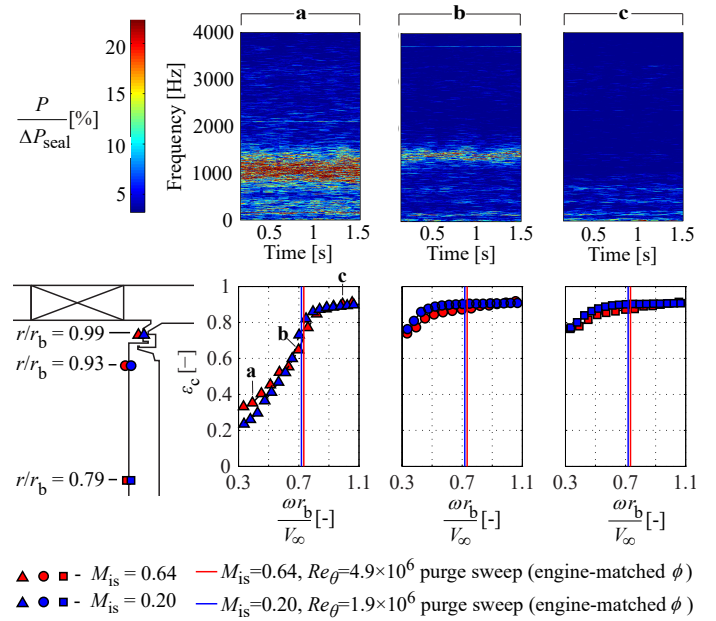 a b c
P/ΔP_seal [%]
20
15
10
5
Frequency [Hz]
4000
3000
2000
1000
0
0.5 1 1.5
Time [s]
0.5 1 1.5
Time [s]
0.5 1 1.5
Time [s]
r/r_b = 0.99
r/r_b = 0.93
r/r_b = 0.79
ε_c [−]
1
0.8
0.6
0.4
0.2
0
a
b
c
0.3 0.7 1.1
ωr_b/V_∞ [-]
0.3 0.7 1.1
ωr_b/V_∞ [-]
0.3 0.7 1.1
ωr_b/V_∞ [-]
- M_is = 0.64
M_is=0.64, Re_θ=4.9×10^6 purge sweep (engine-matched ϕ)
- M_is = 0.20
M_is=0.20, Re_θ=1.9×10^6 purge sweep (engine-matched ϕ)